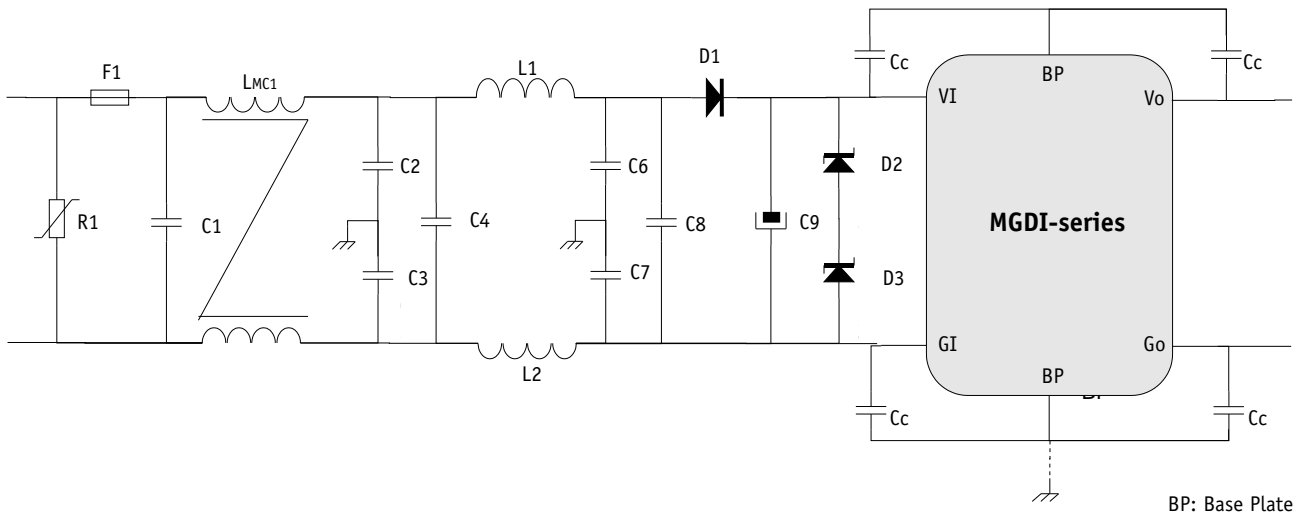 Cc
Cc
D1
L1
LMC1
F1
BP
VI
Vo
C2
C6
D2
R1
C1
C4
C8
C9
MGDI-series
C3
C7
D3
GI
Go
L2
BP
Cc
Cc
BP: Base Plate